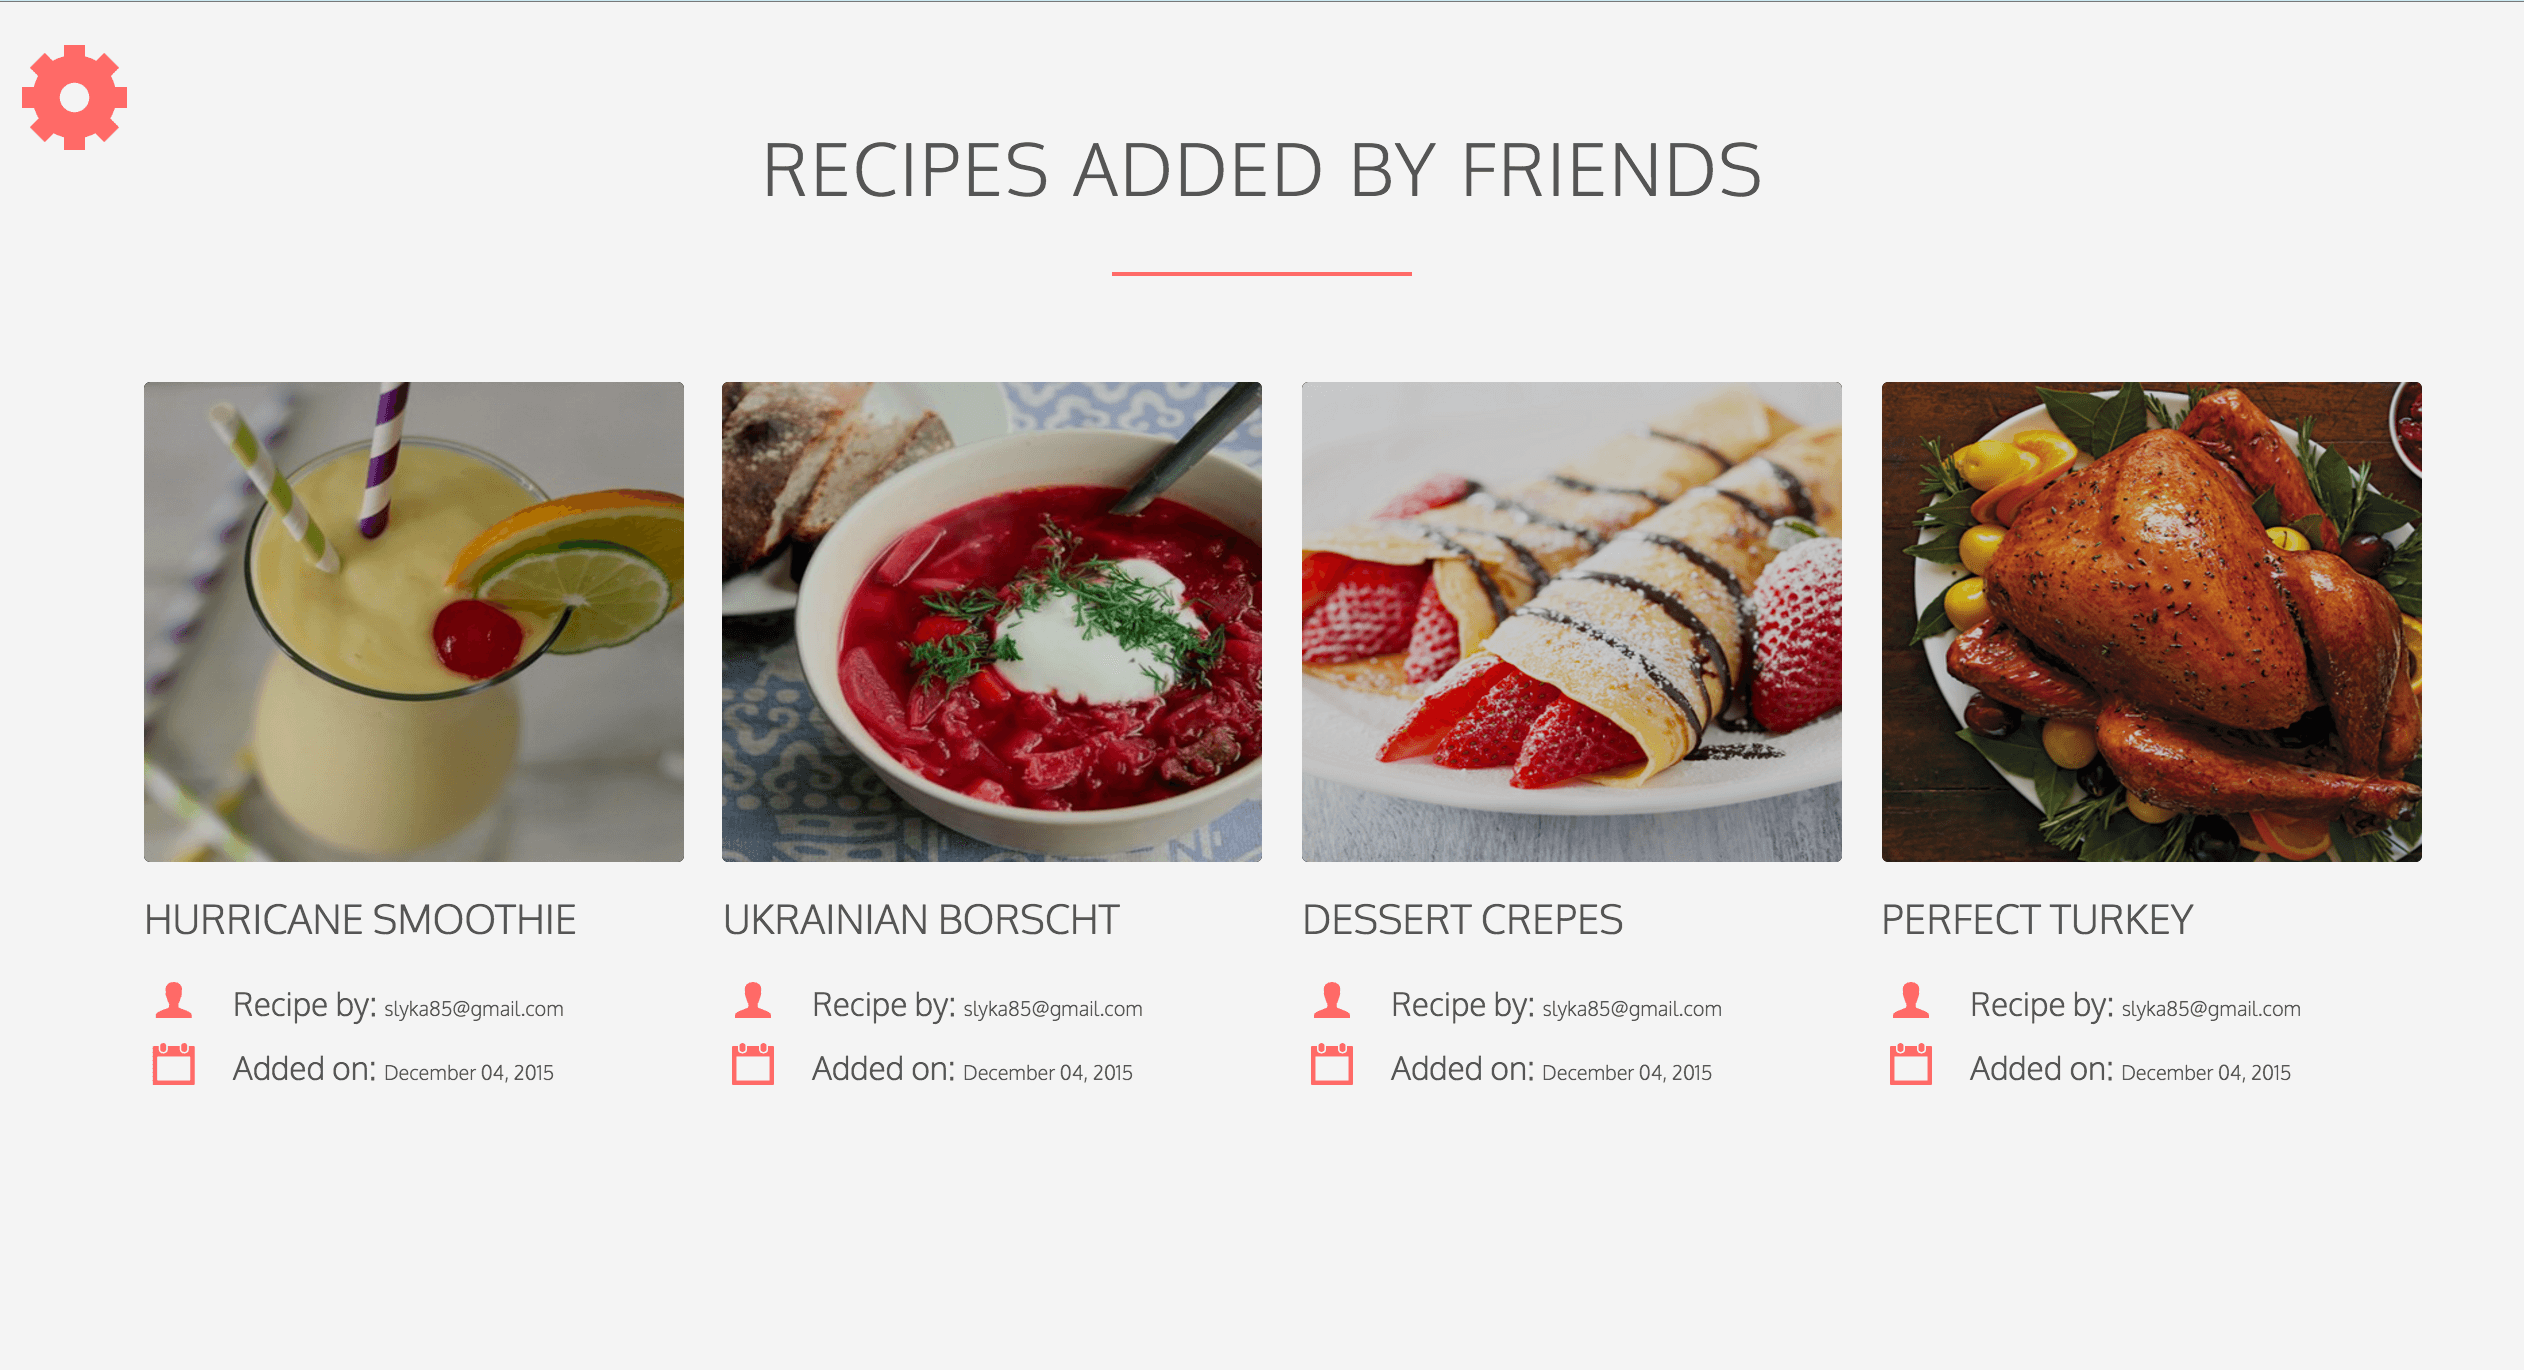 RECIPES ADDED BY FRIENDS
HURRICANE SMOOTHIE
Recipe by: slyka85@gmail.com
Added on: December 04, 2015
UKRAINIAN BORSCHT
Recipe by: slyka85@gmail.com
Added on: December 04, 2015
DESSERT CREPES
Recipe by: slyka85@gmail.com
Added on: December 04, 2015
PERFECT TURKEY
Recipe by: slyka85@gmail.com
Added on: December 04, 2015